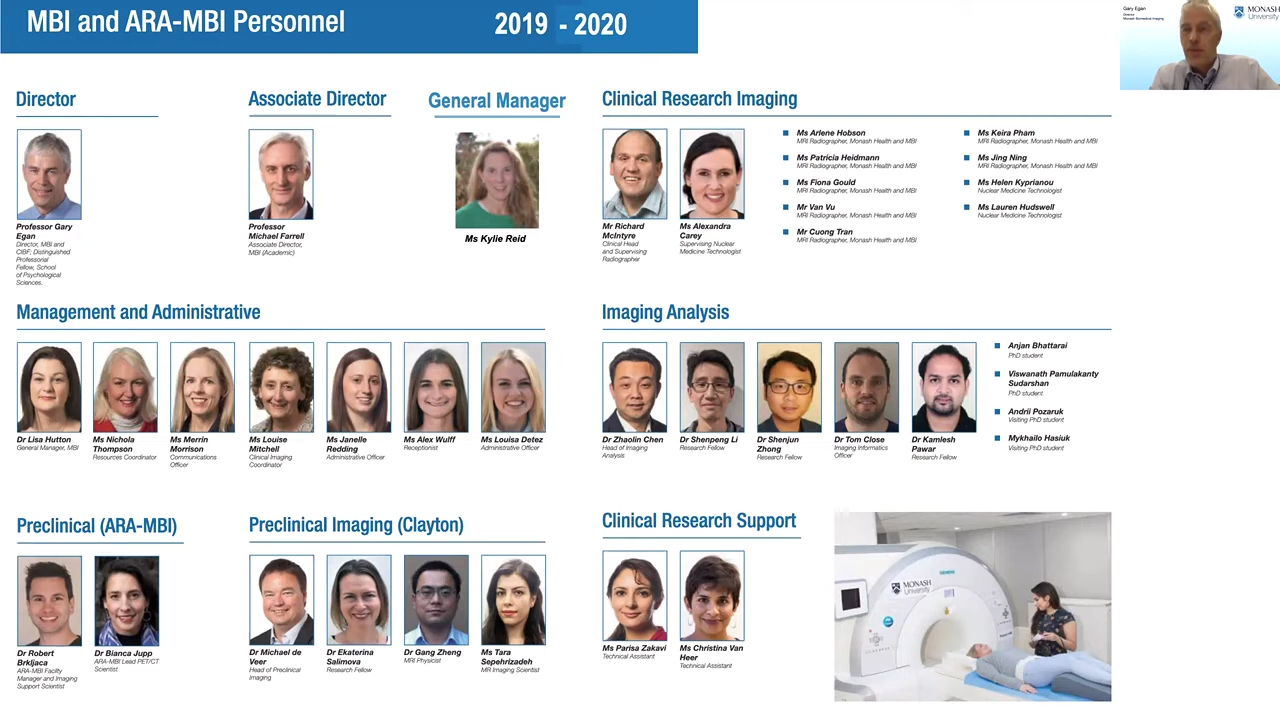 MBI and ARA-MBI Personnel
2019 - 2020
Gary Egan
Director
Monash Biomedical Imaging
MONASH
University
Director
Professor Gary
Egan
Director, MBI and
CIBF; Distinguished
Professorial
Fellow, School
of Psychological
Sciences.
Associate Director
Professor
Michael Farrell
Associate Director,
MBI (Academic)
General Manager
Ms Kylie Reid
Clinical Research Imaging
Mr Richard
McIntyre
Clinical Head
and Supervising
Radiographer
Ms Alexandra
Carey
Supervising Nuclear
Medicine Technologist
Ms Arlene Hobson
MRI Radiographer, Monash Health and MBI
Ms Patricia Heidmann
MRI Radiographer, Monash Health and MBI
Ms Fiona Gould
MRI Radiographer, Monash Health and MBI
Mr Van Vu
MRI Radiographer, Monash Health and MBI
Mr Cuong Tran
MRI Radiographer, Monash Health and MBI
Ms Keira Pham
MRI Radiographer, Monash Health and MBI
Ms Jing Ning
MRI Radiographer, Monash Health and MBI
Ms Helen Kyprianou
Nuclear Medicine Technologist
Ms Lauren Hudswell
Nuclear Medicine Technologist
Management and Administrative
Dr Lisa Hutton
General Manager, MBI
Ms Nichola
Thompson
Resources Coordinator
Ms Merrin
Morrison
Communications
Officer
Ms Louise
Mitchell
Clinical Imaging
Coordinator
Ms Janelle
Redding
Administrative Officer
Ms Alex Wulff
Receptionist
Ms Louisa Detez
Administrative Officer
Imaging Analysis
Dr Zhaolin Chen
Head of Imaging
Analysis
Dr Shenpeng Li
Research Fellow
Dr Shenjun
Zhong
Research Fellow
Dr Tom Close
Imaging Informatics
Officer
Dr Kamlesh
Pawar
Research Fellow
Anjan Bhattarai
PhD student
Viswanath Pamulakanty
Sudarshan
PhD student
Andrii Pozaruk
Visiting PhD student
Mykhailo Hasiuk
Visiting PhD student
Preclinical (ARA-MBI)
Dr Robert
Brkljaca
ARA-MBI Facilty
Manager and Imaging
Support Scientist
Dr Bianca Jupp
ARA-MBI Lead PET/CT
Scientist
Preclinical Imaging (Clayton)
Dr Michael de
Veer
Head of Preclinical
Imaging
Dr Ekaterina
Salimova
Research Fellow
Dr Gang Zheng
MRI Physicist
Ms Tara
Sepehrizadeh
MR Imaging Scientist
Clinical Research Support
Ms Parisa Zakavi
Technical Assistant
Ms Christina Van
Heer
Technical Assistant
SIEMENS
MONASH
University